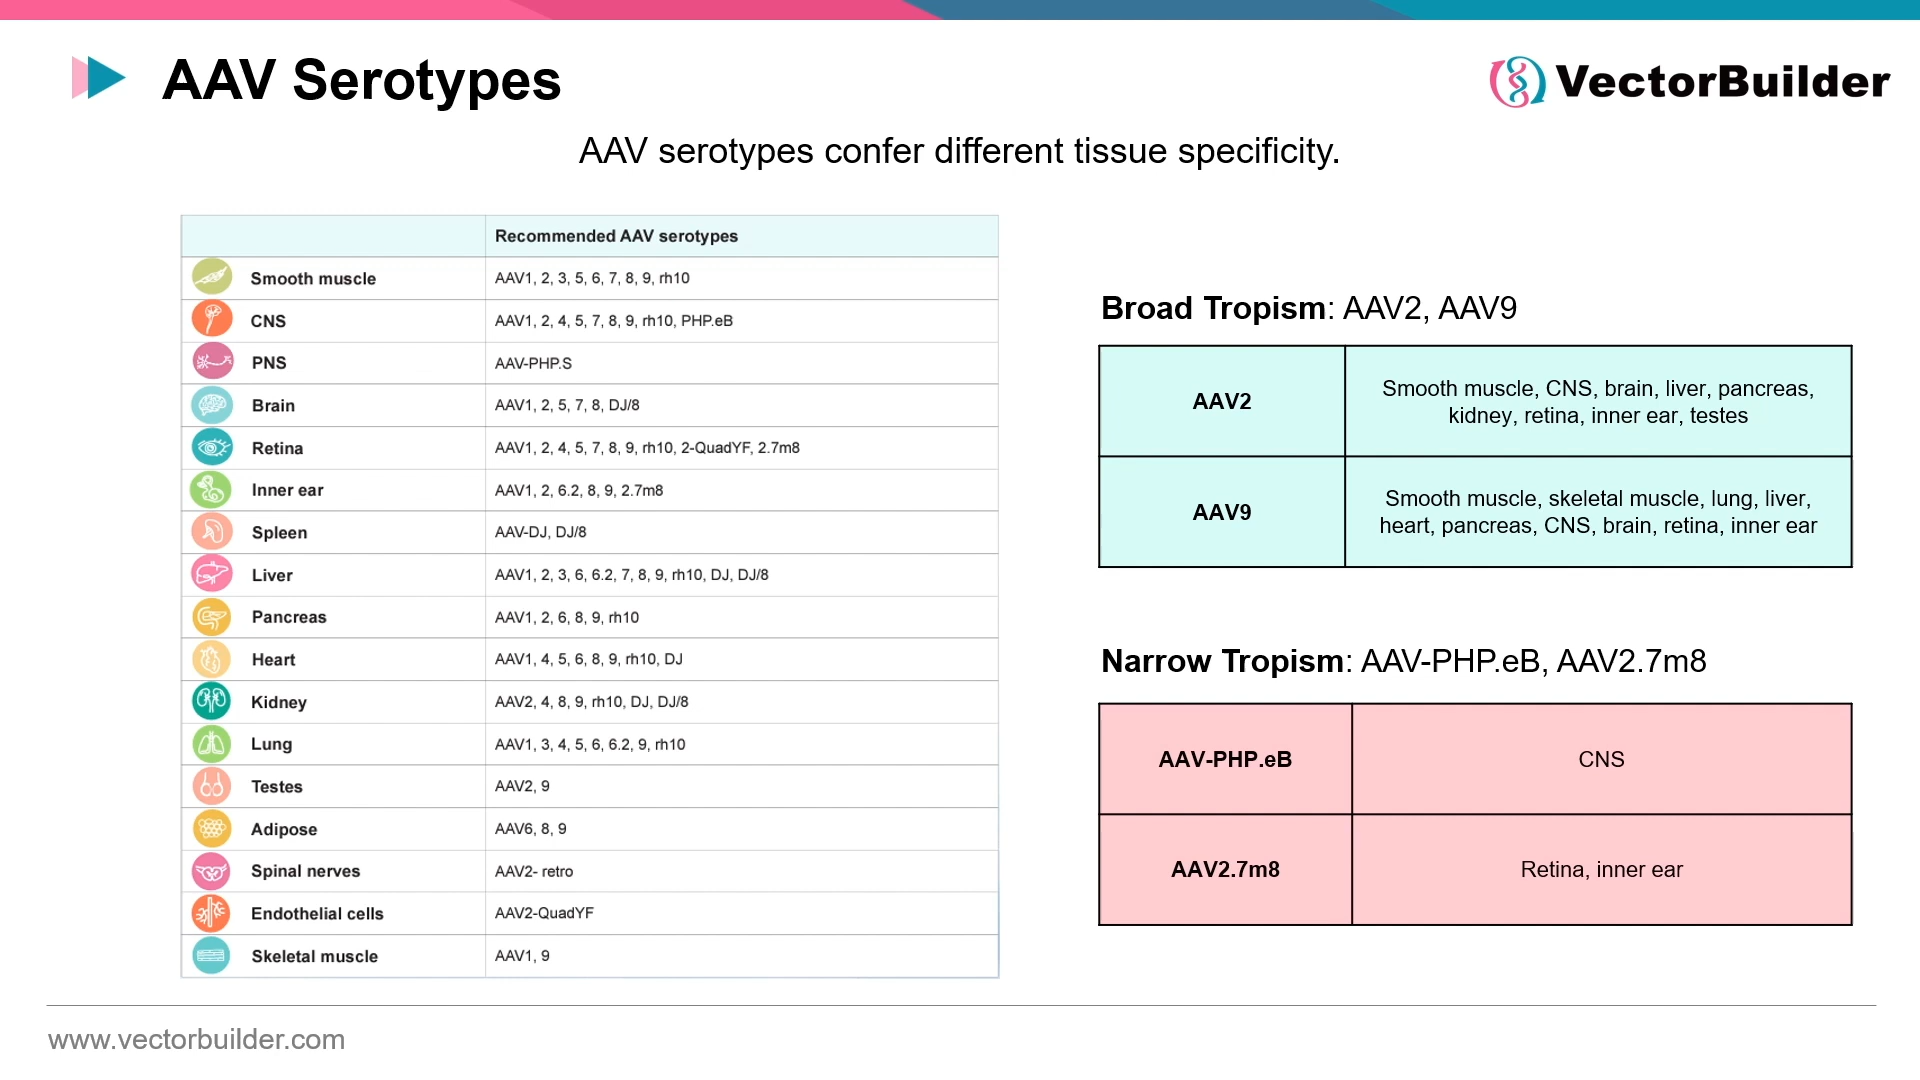 AAV Serotypes
VectorBuilder
AAV serotypes confer different tissue specificity.
Recommended AAV serotypes
Smooth muscle AAV1, 2, 3, 5, 6, 7, 8, 9, rh10
CNS AAV1, 2, 4, 5, 7, 8, 9, rh10, PHP.eB
PNS AAV-PHP.S
Brain AAV1, 2, 5, 7, 8, DJ/8
Retina AAV1, 2, 4, 5, 7, 8, 9, rh10, 2-QuadYF, 2.7m8
Inner ear AAV1, 2, 6.2, 8, 9, 2.7m8
Spleen AAV-DJ, DJ/8
Liver AAV1, 2, 3, 6, 6.2, 7, 8, 9, rh10, DJ, DJ/8
Pancreas AAV1, 2, 6, 8, 9, rh10
Heart AAV1, 4, 5, 6, 8, 9, rh10, DJ
Kidney AAV2, 4, 8, 9, rh10, DJ, DJ/8
Lung AAV1, 3, 4, 5, 6, 6.2, 9, rh10
Testes AAV2, 9
Adipose AAV6, 8, 9
Spinal nerves AAV2- retro
Endothelial cells AAV2-QuadYF
Skeletal muscle AAV1, 9
Broad Tropism: AAV2, AAV9
AAV2
Smooth muscle, CNS, brain, liver, pancreas,
kidney, retina, inner ear, testes
AAV9
Smooth muscle, skeletal muscle, lung, liver,
heart, pancreas, CNS, brain, retina, inner ear
Narrow Tropism: AAV-PHP.eB, AAV2.7m8
AAV-PHP.eB CNS
AAV2.7m8 Retina, inner ear
www.vectorbuilder.com